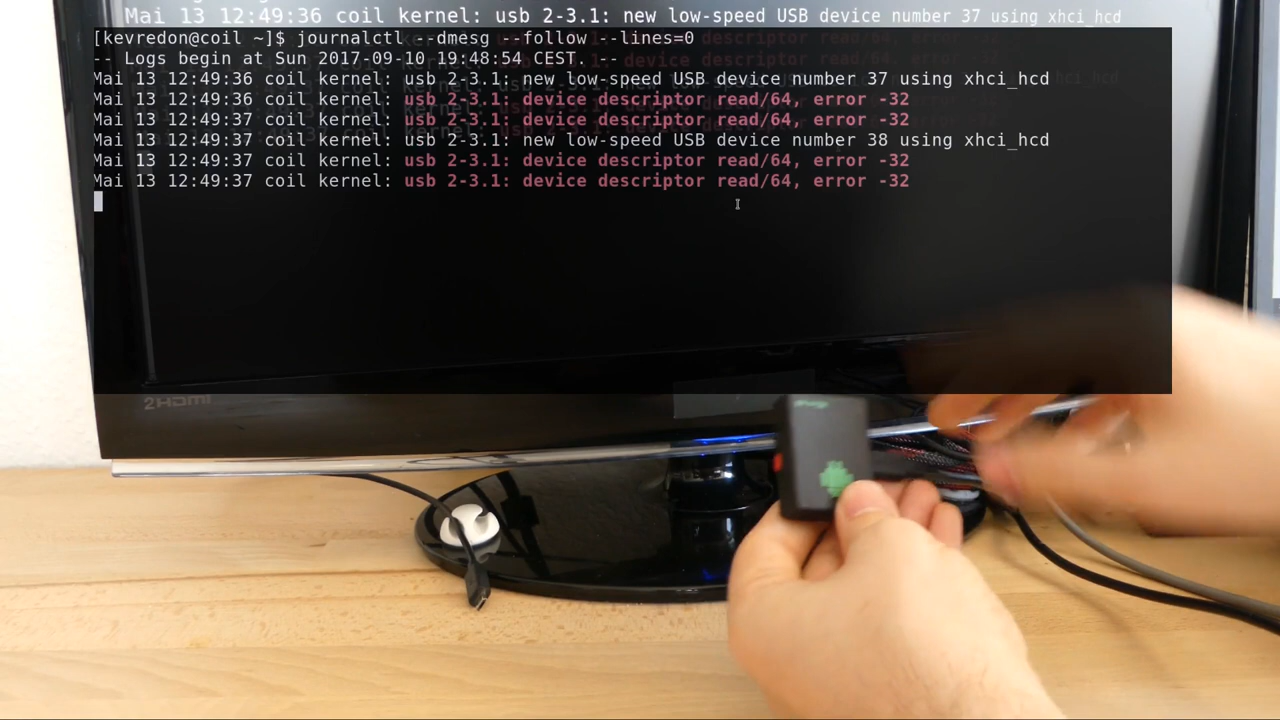 Mai 13 12:49:36 coil kernel: usb 2-3.1: new low-speed USB device number 37 using xhci_hcd
[kevredon@coil ~]$ journalctl --dmesg --follow --lines=0
-- Logs begin at Sun 2017-09-10 19:48:54 CEST. --
Mai 13 12:49:36 coil kernel: usb 2-3.1: new low-speed USB device number 37 using xhci_hcd
Mai 13 12:49:36 coil kernel: usb 2-3.1: device descriptor read/64, error -32
Mai 13 12:49:37 coil kernel: usb 2-3.1: device descriptor read/64, error -32
Mai 13 12:49:37 coil kernel: usb 2-3.1: new low-speed USB device number 38 using xhci_hcd
Mai 13 12:49:37 coil kernel: usb 2-3.1: device descriptor read/64, error -32
Mai 13 12:49:37 coil kernel: usb 2-3.1: device descriptor read/64, error -32
2HDMI